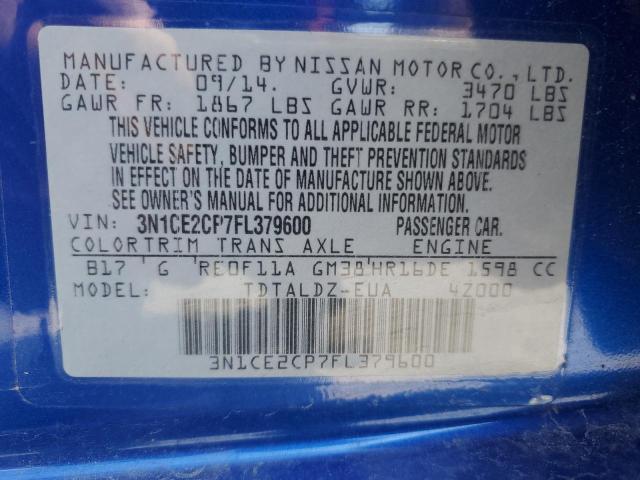 MANUFACTURED BY NISSAN MOTOR CO., LTD.
DATE: 09/14. GVWR: 3470 LBS
GAWR FR: 1867 LBS GAWR RR: 1704 LBS
THIS VEHICLE CONFORMS TO ALL APPLICABLE FEDERAL MOTOR
VEHICLE SAFETY, BUMPER AND THEFT PREVENTION STANDARDS
IN EFFECT ON THE DATE OF MANUFACTURE SHOWN ABOVE.
SEE OWNER'S MANUAL FOR ADDITIONAL INFORMATION.
VIN: 3N1CE2CP7FL379600 PASSENGER CAR.
COLOR TRIM TRANS AXLE ENGINE
B17 G RE0F11A GM38 HR16DE 1598 CC
MODEL: TDTALDZ-EUA 4Z000
3N1CE2CP7FL379600